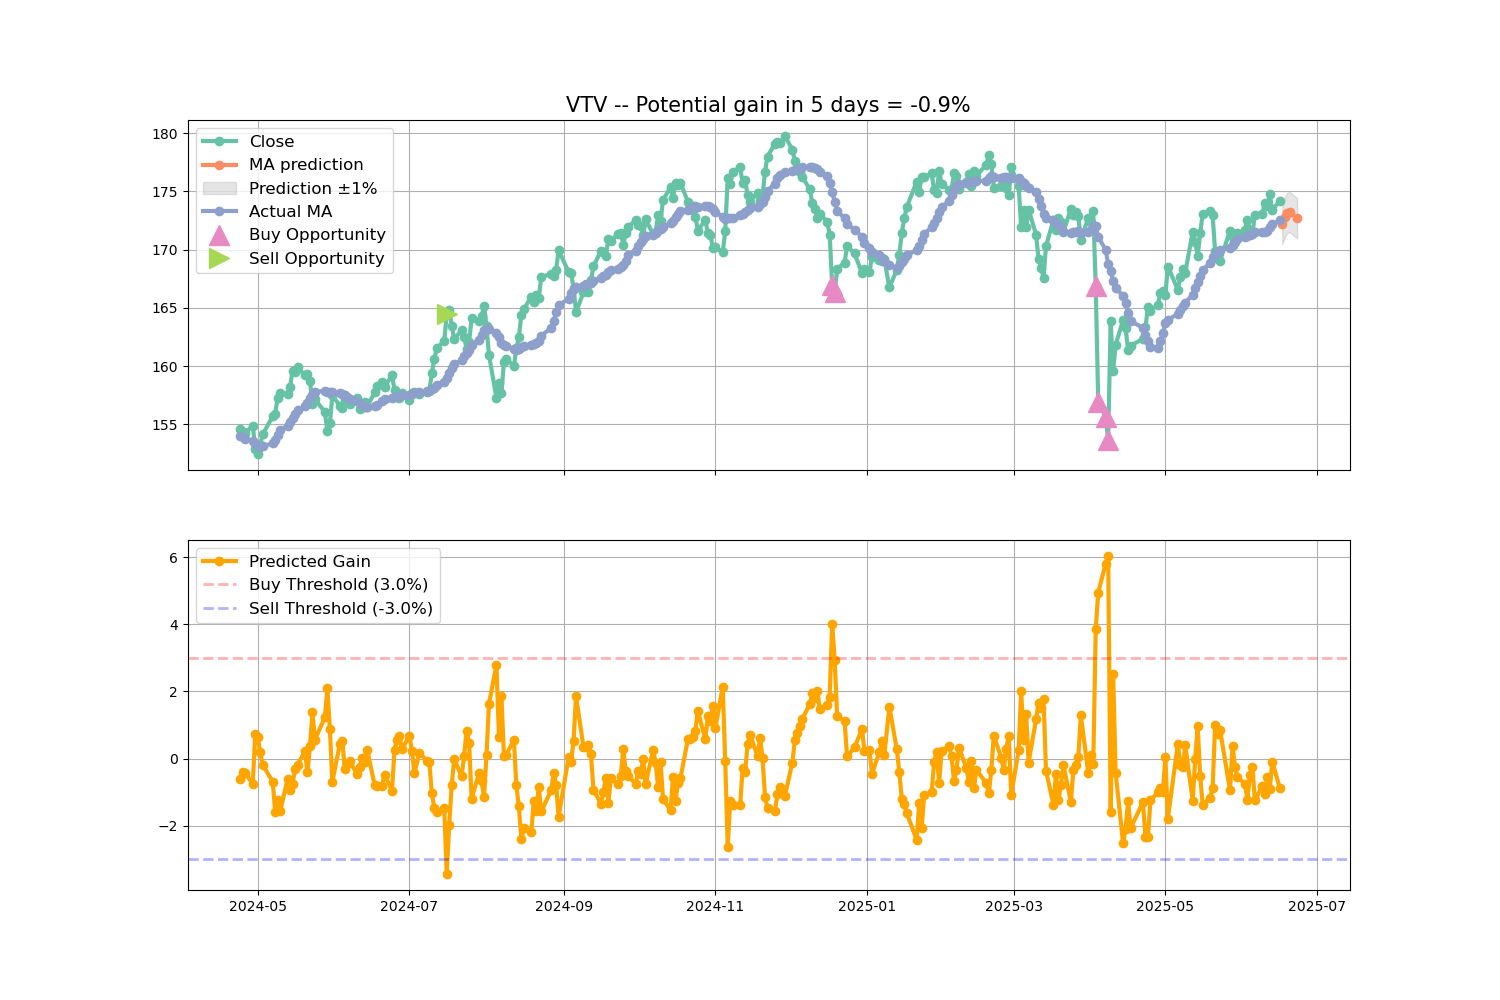 VTV -- Potential gain in 5 days = -0.9%
180
175
170
165
160
155
Close
MA prediction
Prediction ±1%
Actual MA
Buy Opportunity
Sell Opportunity
6
4
2
0
−2
Predicted Gain
Buy Threshold (3.0%)
Sell Threshold (-3.0%)
2024-05 2024-07 2024-09 2024-11 2025-01 2025-03 2025-05 2025-07